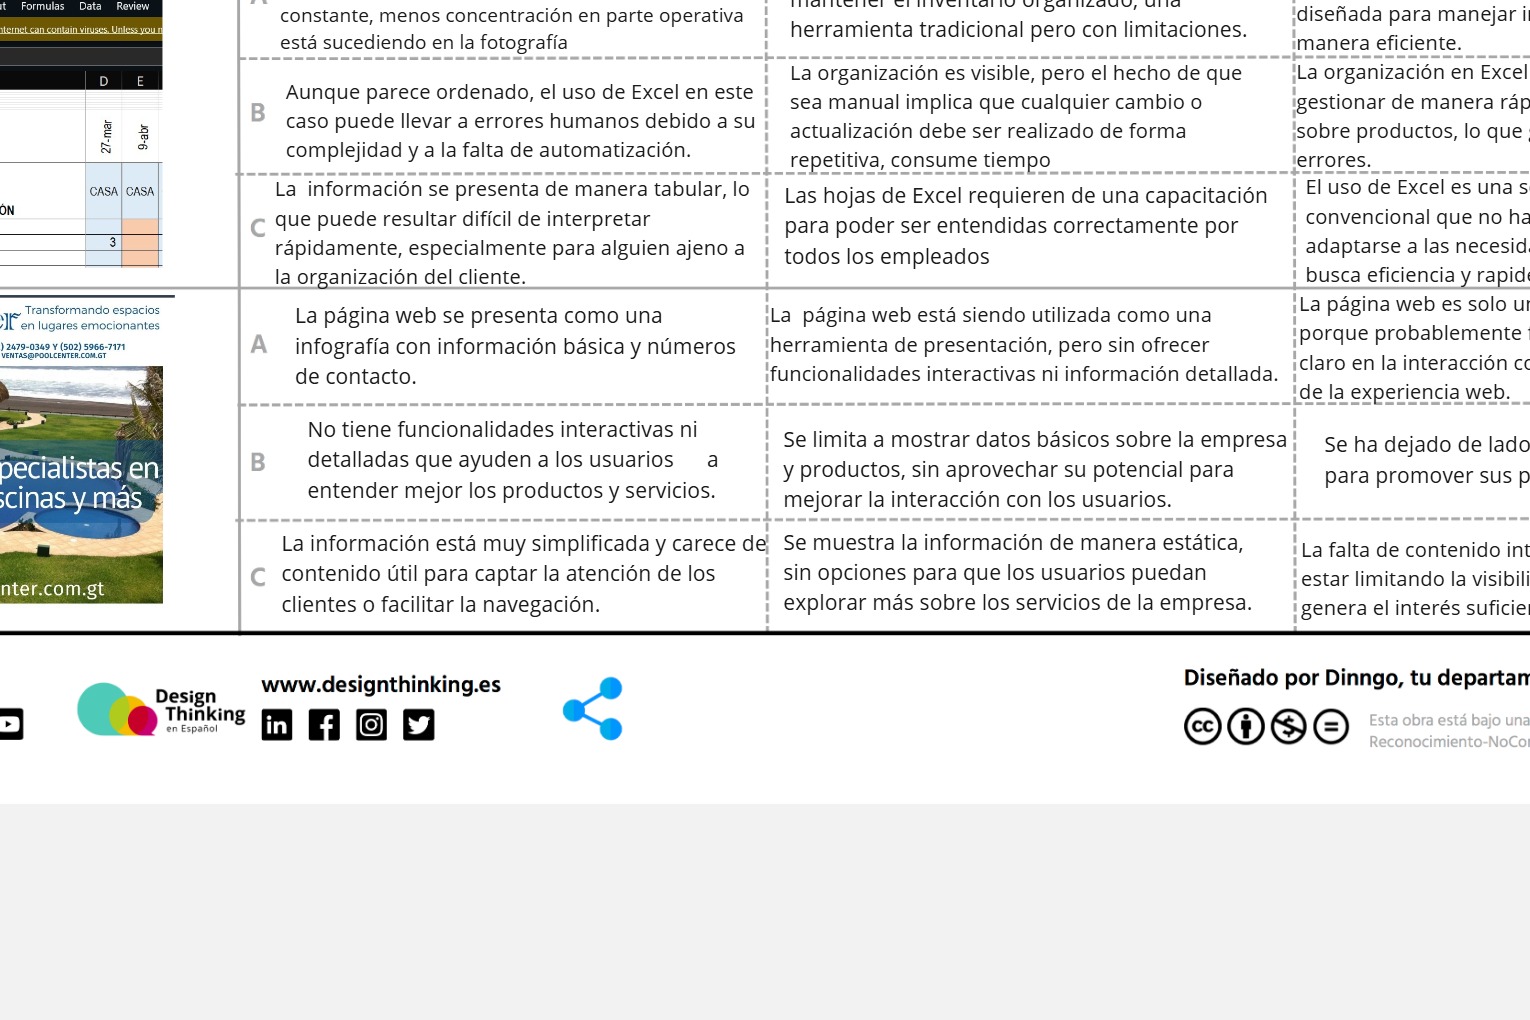 ut Formulas Data Review
nternet can contain viruses. Unless you n
D E
27-mar
9-abr
CASA CASA
ÓN
3
constante, menos concentración en parte operativa
está sucediendo en la fotografía
mantener el inventario organizado, una
herramienta tradicional pero con limitaciones.
diseñada para manejar in
manera eficiente.
B
Aunque parece ordenado, el uso de Excel en este
caso puede llevar a errores humanos debido a su
complejidad y a la falta de automatización.
La organización es visible, pero el hecho de que
sea manual implica que cualquier cambio o
actualización debe ser realizado de forma
repetitiva, consume tiempo
La organización en Excel
gestionar de manera ráp
sobre productos, lo que g
errores.
C
La  información se presenta de manera tabular, lo
que puede resultar difícil de interpretar
rápidamente, especialmente para alguien ajeno a
la organización del cliente.
Las hojas de Excel requieren de una capacitación
para poder ser entendidas correctamente por
todos los empleados
El uso de Excel es una s
convencional que no ha
adaptarse a las necesida
busca eficiencia y rapide
er
Transformando espacios
en lugares emocionantes
) 2479-0349 Y (502) 5966-7171
VENTAS@POOLCENTER.COM.GT
pecialistas en
scinas y más
nter.com.gt
A
La página web se presenta como una
infografía con información básica y números
de contacto.
La  página web está siendo utilizada como una
herramienta de presentación, pero sin ofrecer
funcionalidades interactivas ni información detallada.
La página web es solo un
porque probablemente f
claro en la interacción co
de la experiencia web.
B
No tiene funcionalidades interactivas ni
detalladas que ayuden a los usuarios     a
entender mejor los productos y servicios.
Se limita a mostrar datos básicos sobre la empresa
y productos, sin aprovechar su potencial para
mejorar la interacción con los usuarios.
Se ha dejado de lado
para promover sus p
C
La información está muy simplificada y carece de
contenido útil para captar la atención de los
clientes o facilitar la navegación.
Se muestra la información de manera estática,
sin opciones para que los usuarios puedan
explorar más sobre los servicios de la empresa.
La falta de contenido int
estar limitando la visibili
genera el interés suficien
Design
Thinking
en Español
www.designthinking.es
in
cc
Diseñado por Dinngo, tu departam
Esta obra está bajo una
Reconocimiento-NoCor